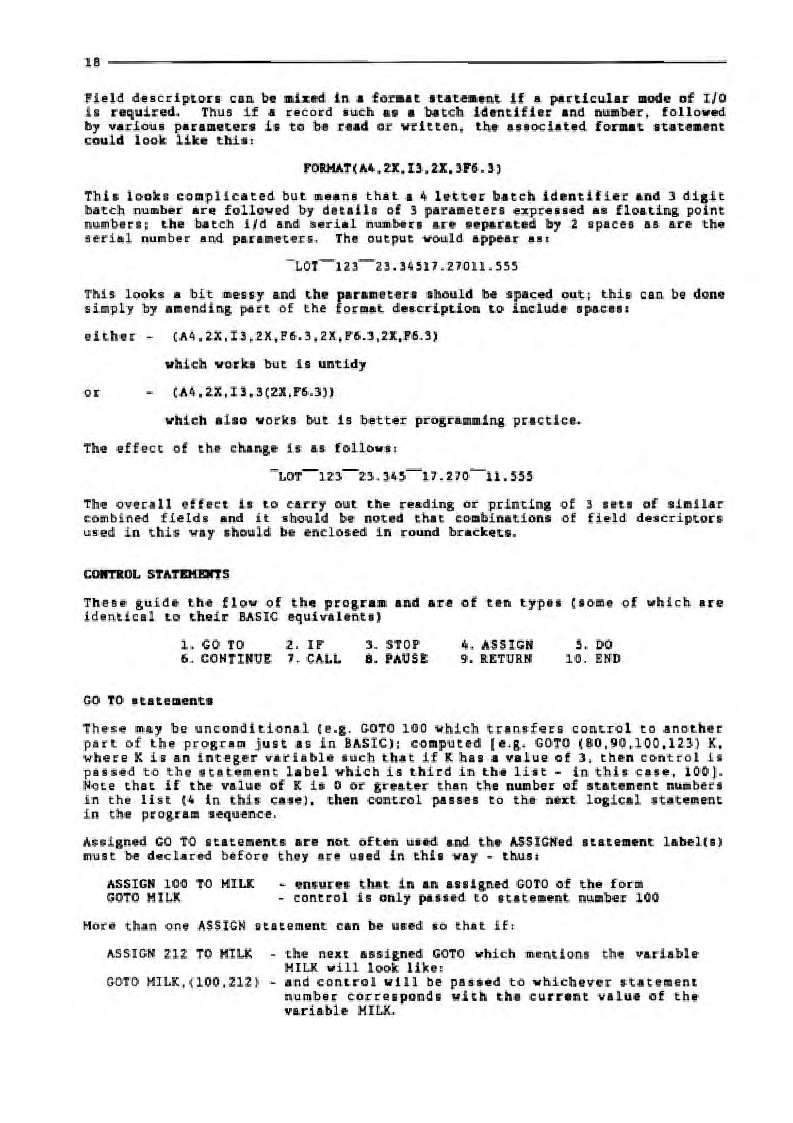 18
Field descriptors can be mixed in a format statement if a particular mode of I/O
is required. Thus if a record such as a batch identifier and number, followed
by various parameters is to be read or written, the associated format statement
could look like this:
FORMAT(A4,2X,I3,2X,3F6.3)
This looks complicated but means that a 4 letter batch identifier and 3 digit
batch number are followed by details of 3 parameters expressed as floating point
numbers; the batch i/d and serial numbers are separated by 2 spaces as are the
serial number and parameters. The output would appear as:
‾LOT‾‾123‾‾23.34517.27011.555
This looks a bit messy and the parameters should be spaced out; this can be done
simply by amending part of the format description to include spaces:
either - (A4,2X,I3,2X,F6.3,2X,F6.3,2X,F6.3)
which works but is untidy
or - (A4,2X,I3,3(2X,F6.3))
which also works but is better programming practice.
The effect of the change is as follows:
‾LOT‾‾123‾‾23.345‾‾17.270‾‾11.555
The overall effect is to carry out the reading or printing of 3 sets of similar
combined fields and it should be noted that combinations of field descriptors
used in this way should be enclosed in round brackets.
CONTROL STATEMENTS
These guide the flow of the program and are of ten types (some of which are
identical to their BASIC equivalents)
1. GO TO 2. IF 3. STOP 4. ASSIGN 5. DO
6. CONTINUE 7. CALL 8. PAUSE 9. RETURN 10. END
GO TO statements
These may be unconditional (e.g. GOTO 100 which transfers control to another
part of the program just as in BASIC); computed [e.g. GOTO (80,90,100,123) K,
where K is an integer variable such that if K has a value of 3, then control is
passed to the statement label which is third in the list - in this case, 100].
Note that if the value of K is 0 or greater than the number of statement numbers
in the list (4 in this case), then control passes to the next logical statement
in the program sequence.
Assigned GO TO statements are not often used and the ASSIGNed statement label(s)
must be declared before they are used in this way - thus:
ASSIGN 100 TO MILK - ensures that in an assigned GOTO of the form
GOTO MILK - control is only passed to statement number 100
More than one ASSIGN statement can be used so that if:
ASSIGN 212 TO MILK - the next assigned GOTO which mentions the variable
MILK will look like:
GOTO MILK,(100,212) - and control will be passed to whichever statement
number corresponds with the current value of the
variable MILK.